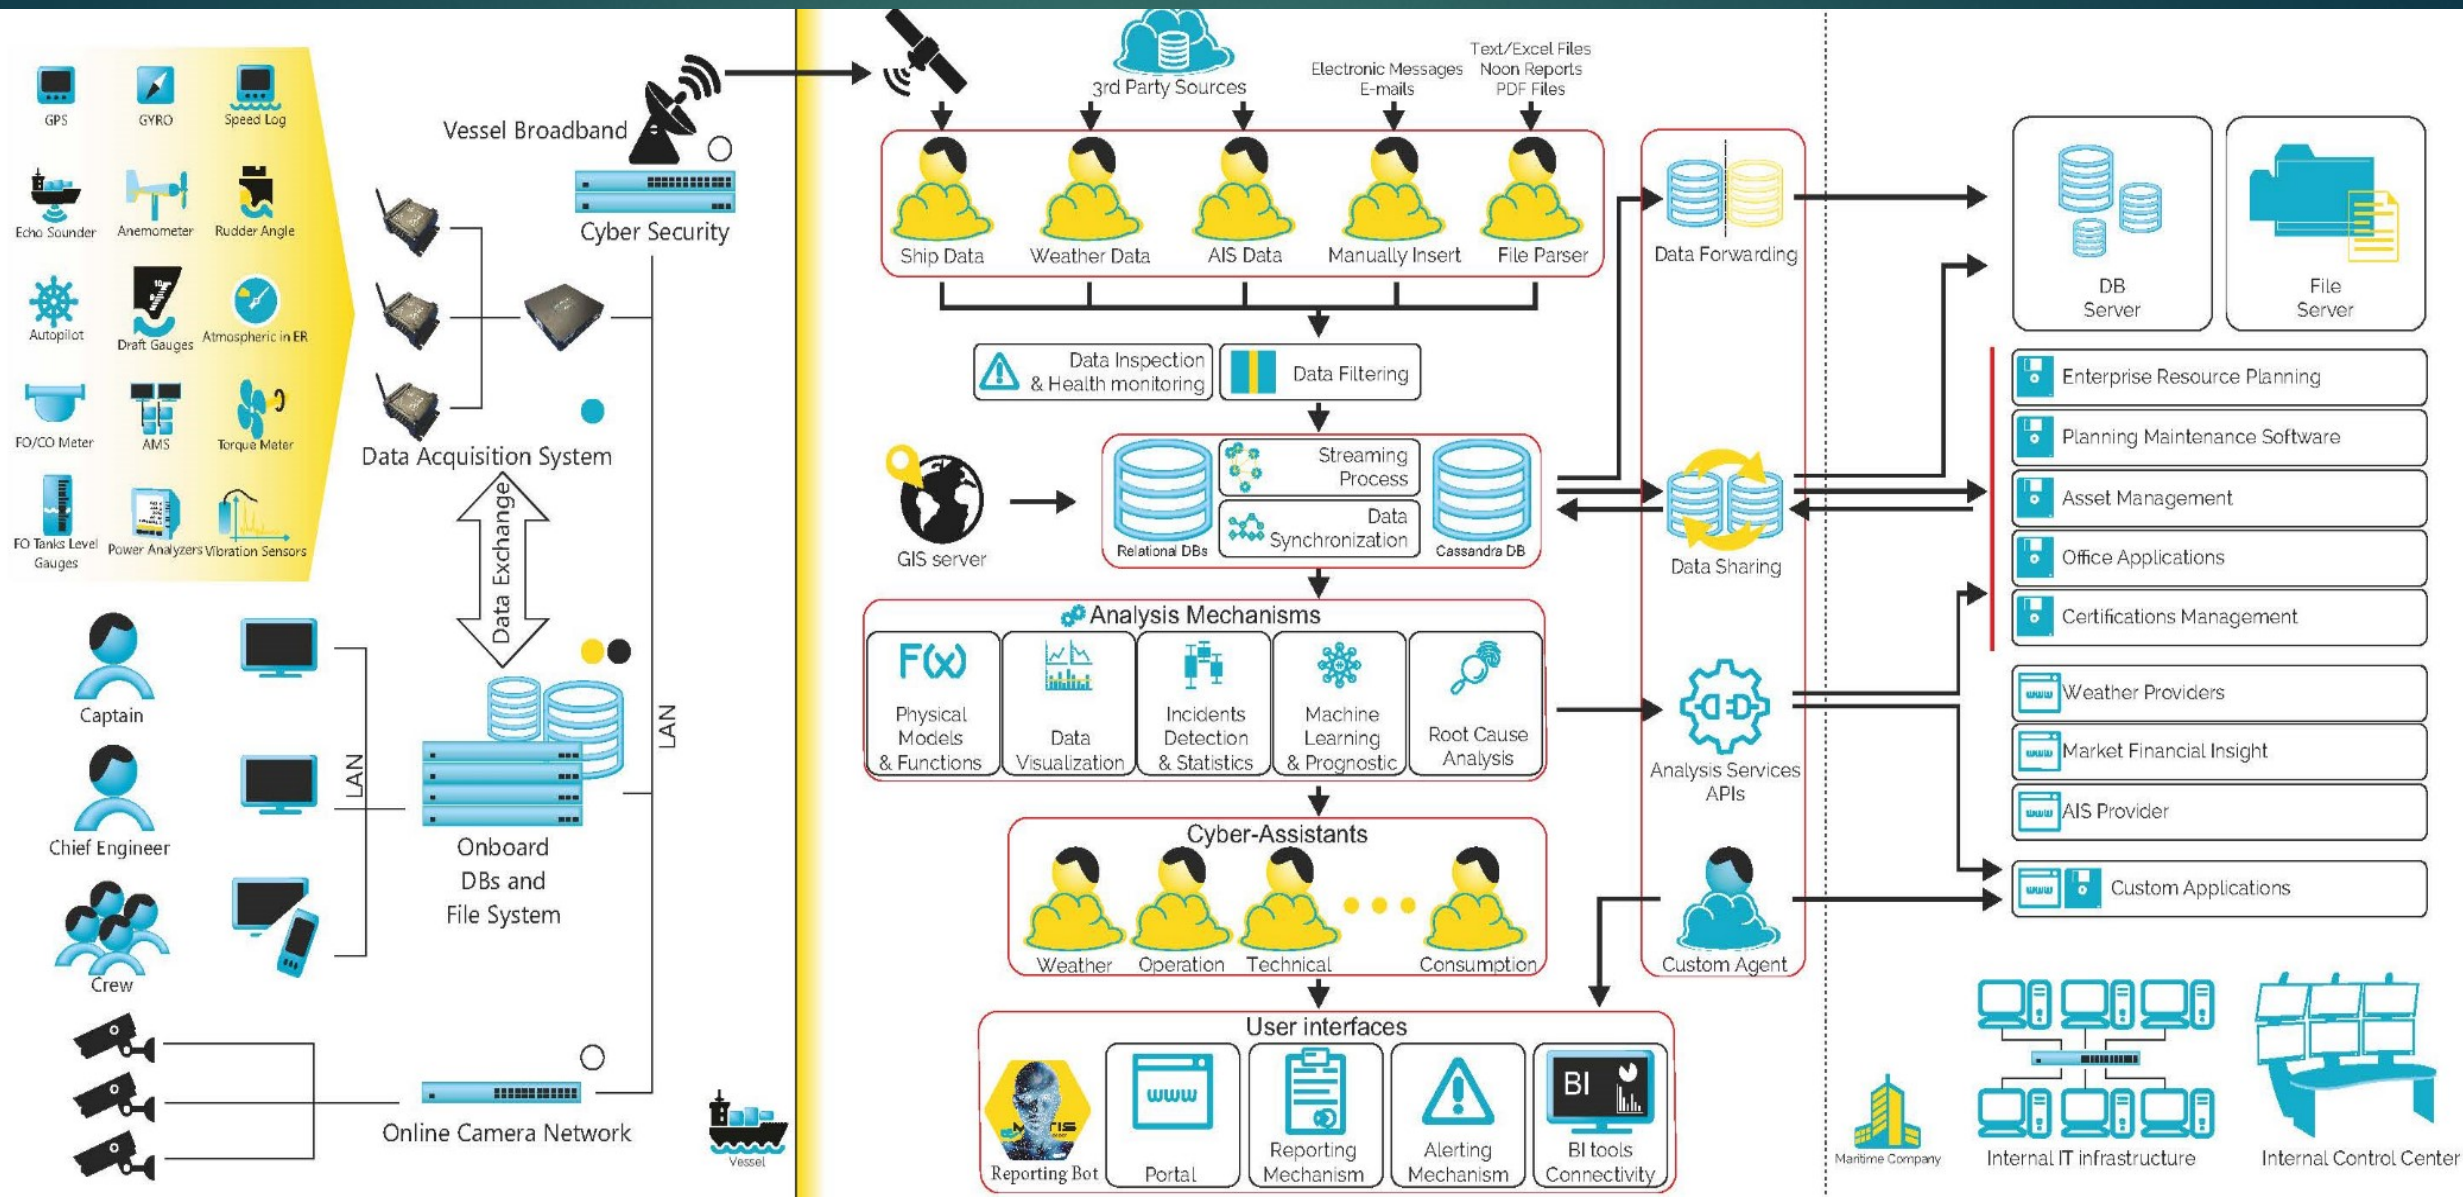 GPS
GYRO
Speed Log
Echo Sounder
Anemometer
Rudder Angle
Autopilot
Draft Gauges
Atmospheric in ER
FO/CO Meter
AMS
Torque Meter
FO Tanks Level
Gauges
Power Analyzers
Vibration Sensors
Vessel Broadband
Cyber Security
Data Acquisition System
Data Exchange
LAN
Captain
Chief Engineer
Crew
LAN
Onboard
DBs and
File System
Online Camera Network
Vessel
3rd Party Sources
Electronic Messages
E-mails
Text/Excel Files
Noon Reports
PDF Files
Ship Data
Weather Data
AIS Data
Manually Insert
File Parser
Data Inspection
& Health monitoring
Data Filtering
GIS server
Relational DBs
Streaming
Process
Data
Synchronization
Cassandra DB
Analysis Mechanisms
F(x)
Physical
Models
& Functions
Data
Visualization
Incidents
Detection
& Statistics
Machine
Learning
& Prognostic
Root Cause
Analysis
Cyber-Assistants
Weather
Operation
Technical
Consumption
User interfaces
Reporting Bot
www
Portal
Reporting
Mechanism
Alerting
Mechanism
BI
BI tools
Connectivity
Data Forwarding
Data Sharing
Analysis Services
APIs
Custom Agent
DB
Server
File
Server
Enterprise Resource Planning
Planning Maintenance Software
Asset Management
Office Applications
Certifications Management
www Weather Providers
www Market Financial Insight
www AIS Provider
www Custom Applications
Maritime Company
Internal IT infrastructure
Internal Control Center